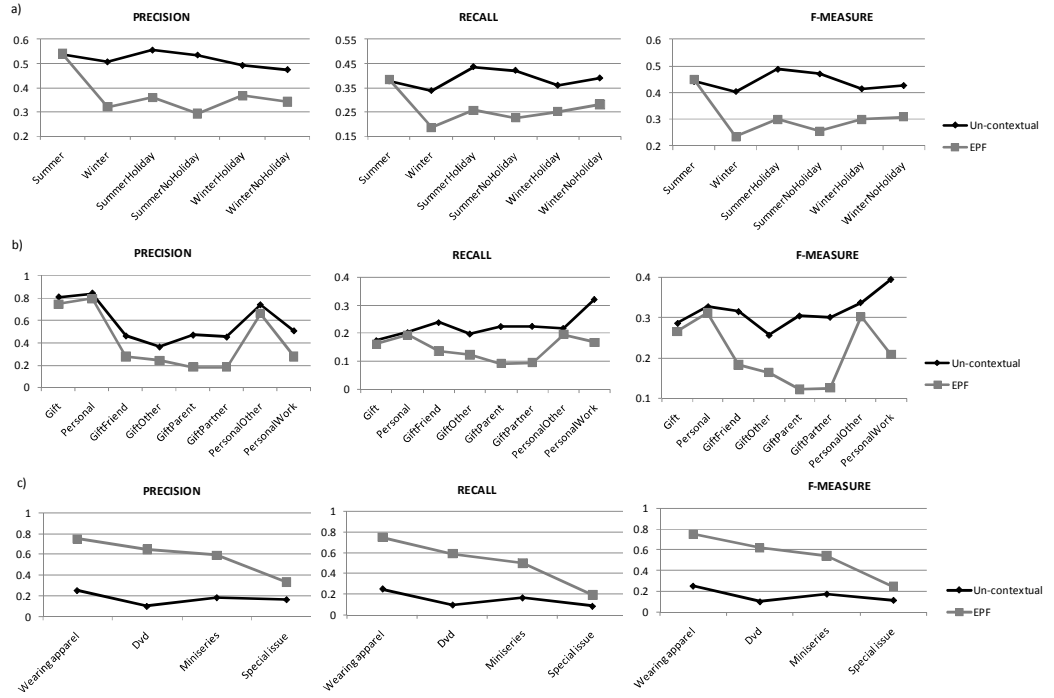 a)
PRECISION
0.6
0.5
0.4
0.3
0.2
Summer
Winter
SummerHoliday
SummerNoHoliday
WinterHoliday
WinterNoHoliday
RECALL
0.55
0.45
0.35
0.25
0.15
Summer
Winter
SummerHoliday
SummerNoHoliday
WinterHoliday
WinterNoHoliday
F-MEASURE
0.6
0.5
0.4
0.3
0.2
Summer
Winter
SummerHoliday
SummerNoHoliday
WinterHoliday
WinterNoHoliday
Un-contextual
EPF
b)
PRECISION
1
0.8
0.6
0.4
0.2
0
Gift
Personal
GiftFriend
GiftOther
GiftParent
GiftPartner
PersonalOther
PersonalWork
RECALL
0.4
0.3
0.2
0.1
0
Gift
Personal
GiftFriend
GiftOther
GiftParent
GiftPartner
PersonalOther
PersonalWork
F-MEASURE
0.4
0.3
0.2
0.1
Gift
Personal
GiftFriend
GiftOther
GiftParent
GiftPartner
PersonalOther
PersonalWork
Un-contextual
EPF
c)
PRECISION
1
0.8
0.6
0.4
0.2
0
Wearing apparel
Dvd
Miniseries
Special issue
RECALL
1
0.8
0.6
0.4
0.2
0
Wearing apparel
Dvd
Miniseries
Special issue
F-MEASURE
1
0.8
0.6
0.4
0.2
0
Wearing apparel
Dvd
Miniseries
Special issue
Un-contextual
EPF